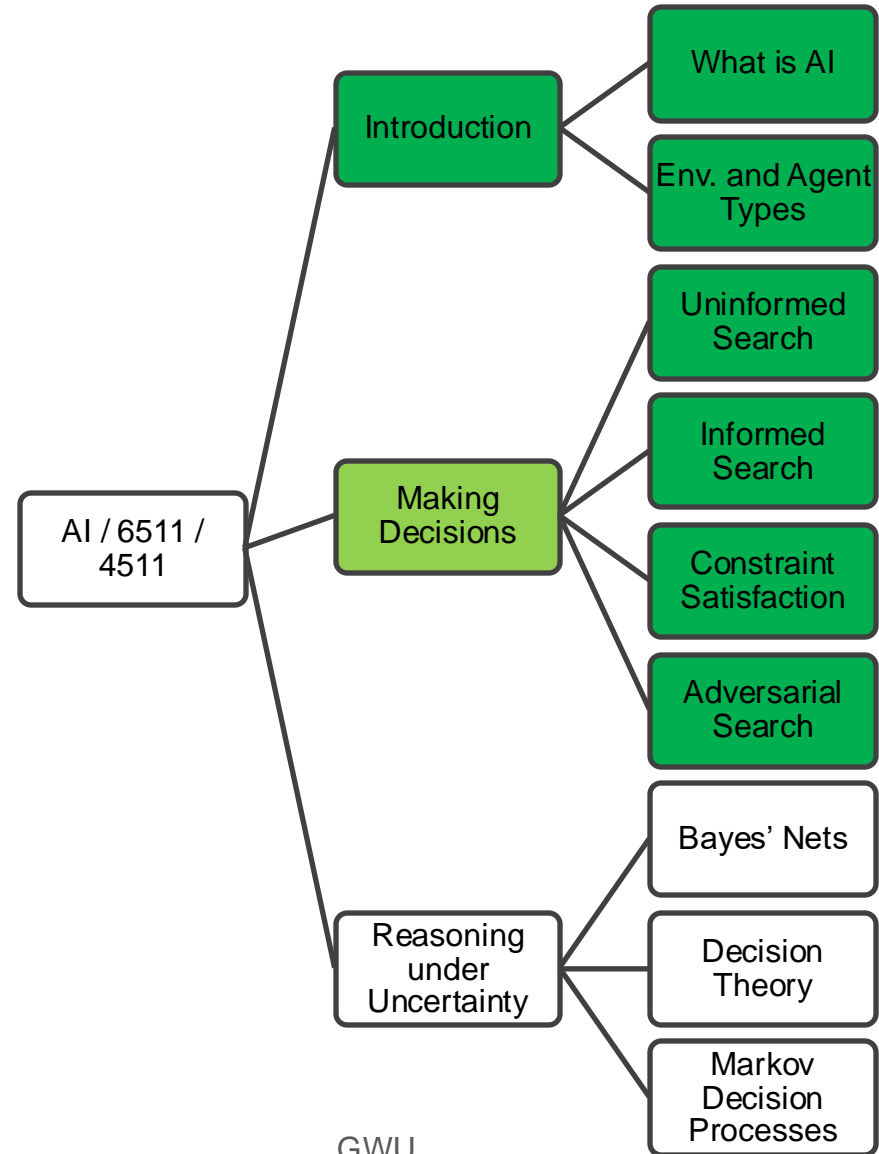 What is AI
Introduction
Env. and Agent
Types
Uninformed
Search
Informed
Search
Making
Decisions
AI / 6511 /
4511
Constraint
Satisfaction
Adversarial
Search
Bayes’ Nets
Reasoning
under
Uncertainty
Decision
Theory
Markov
Decision
Processes
GWU